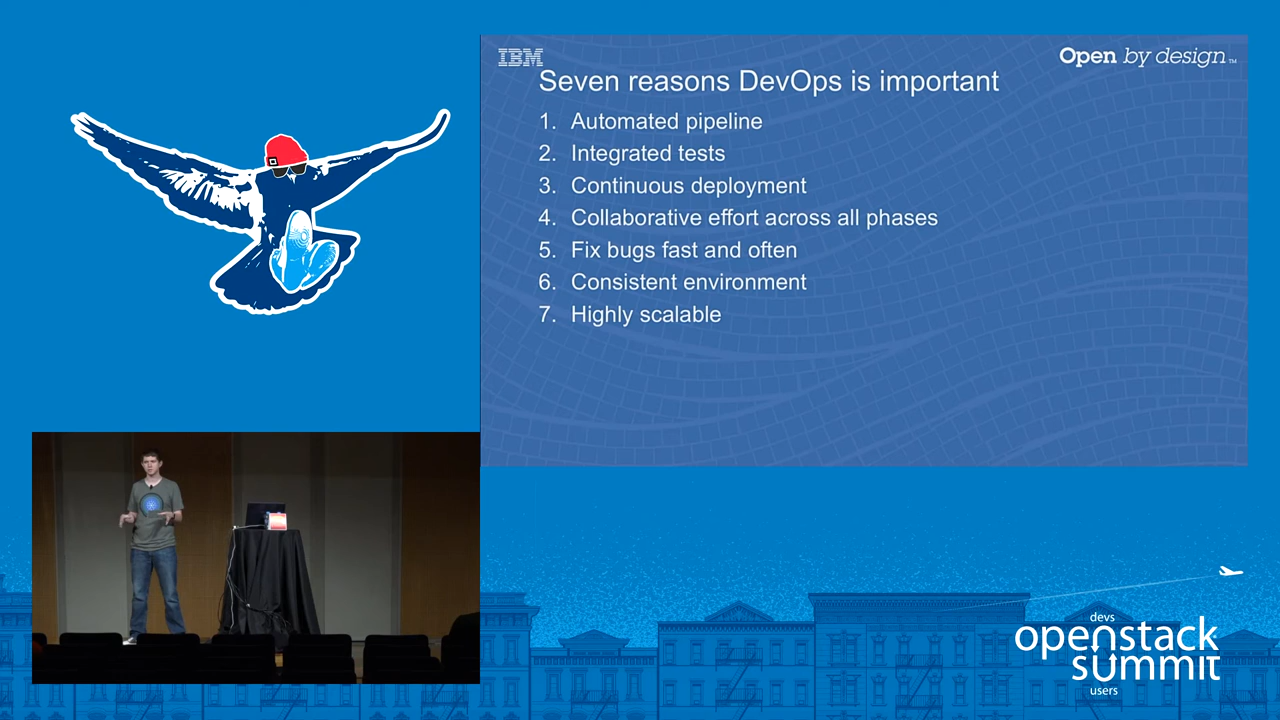 IBM
Open by design™
Seven reasons DevOps is important
1. Automated pipeline
2. Integrated tests
3. Continuous deployment
4. Collaborative effort across all phases
5. Fix bugs fast and often
6. Consistent environment
7. Highly scalable
devs
openstack
summit
users